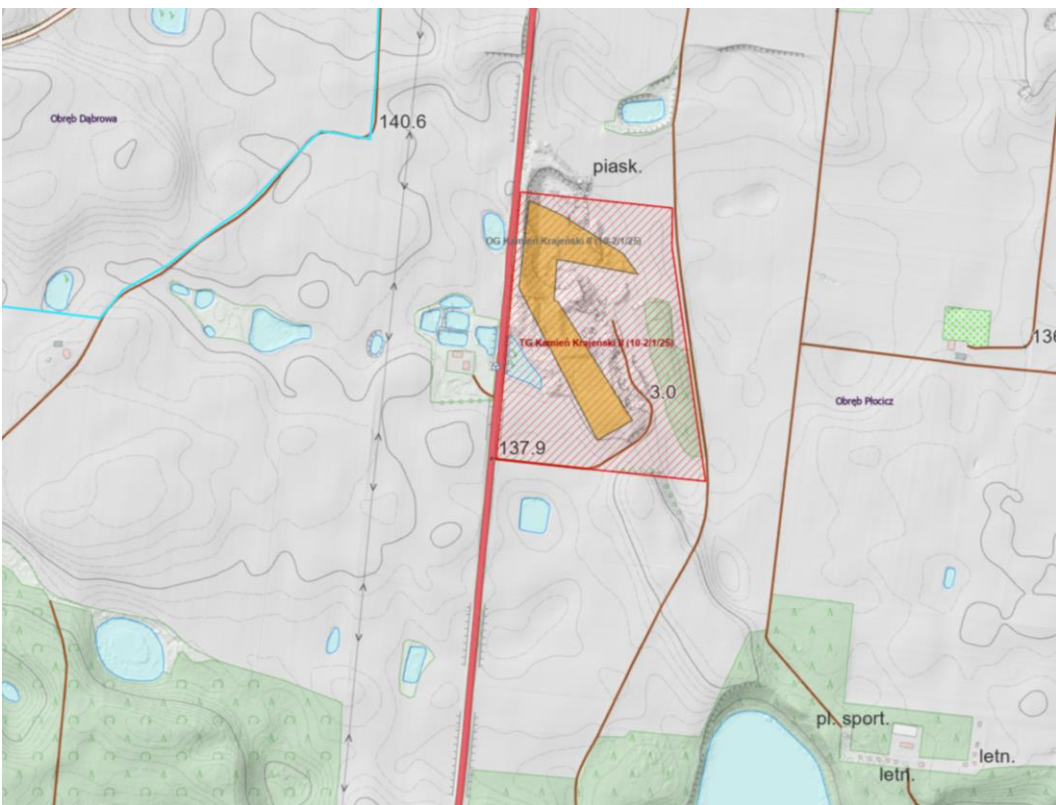 Obręb Dąbrowa
140.6
piask.
OG Kamień Krajeński II (10-2/1/25)
TG Kamień Krajeński II (10-2/1/25)
136
3.0
Obręb Płocicz
137.9
pl. sport.
letn.
letn.